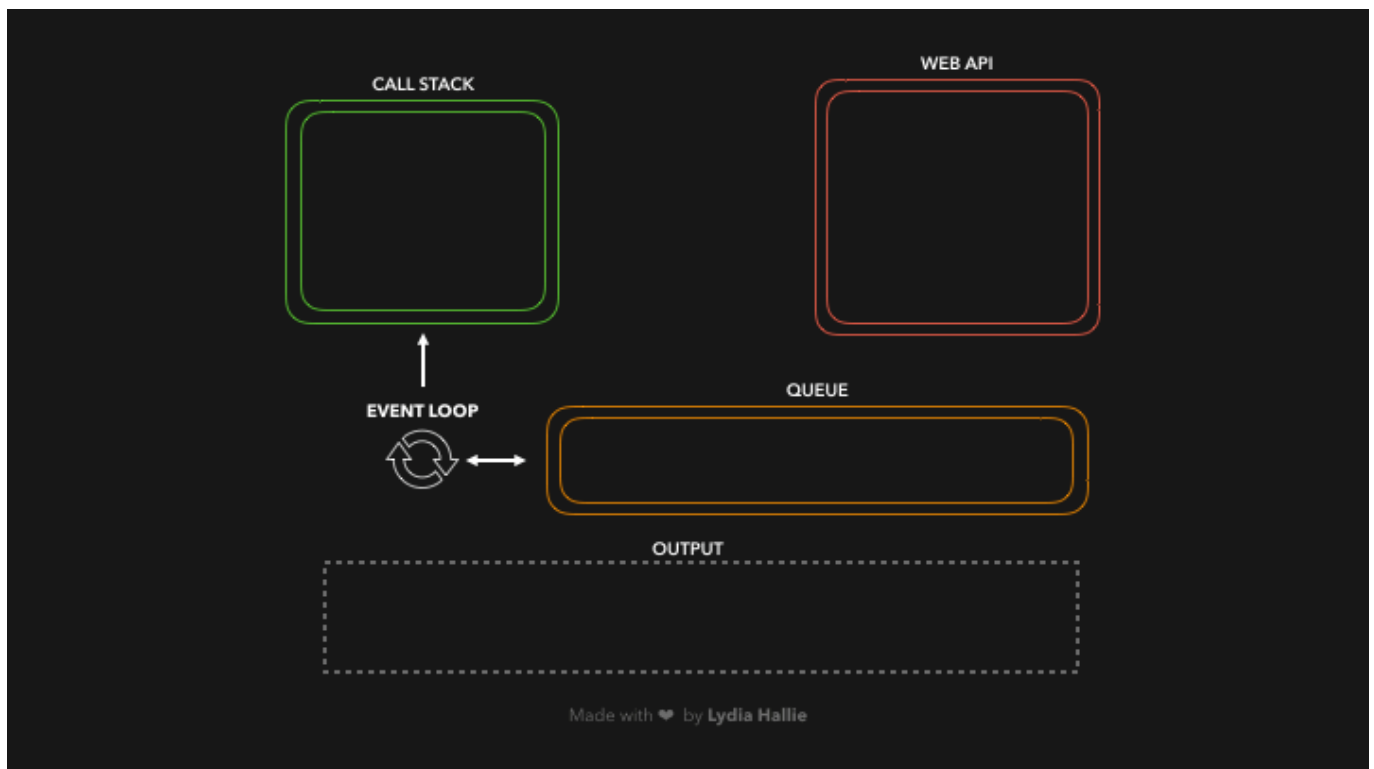 WEB API
CALL STACK
QUEUE
EVENT LOOP
OUTPUT
Made with ❤ by Lydia Hallie